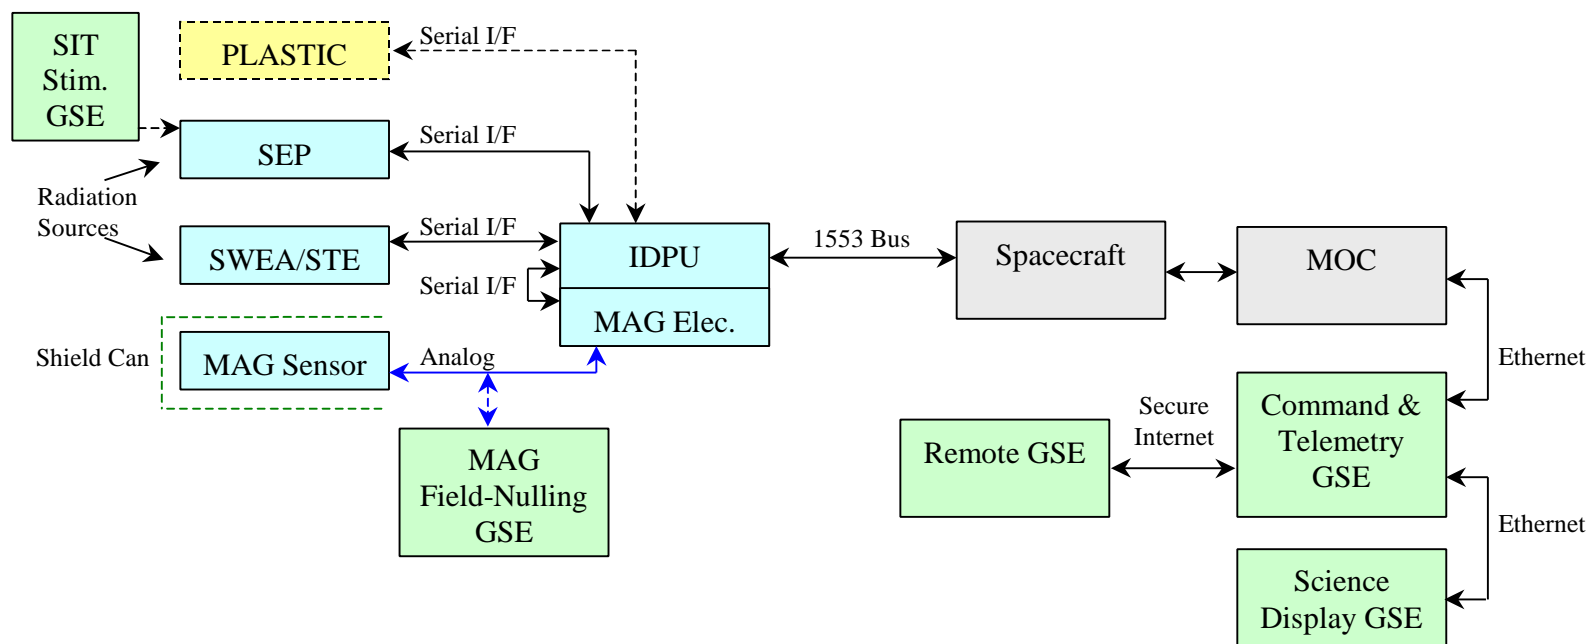 SIT
Stim.
GSE
PLASTIC
Serial I/F
SEP
Serial I/F
Radiation
Sources
SWEA/STE
Serial I/F
Serial I/F
IDPU
MAG Elec.
1553 Bus
Spacecraft
MOC
Shield Can
MAG Sensor
Analog
Ethernet
MAG
Field-Nulling
GSE
Remote GSE
Secure
Internet
Command &
Telemetry
GSE
Ethernet
Science
Display GSE